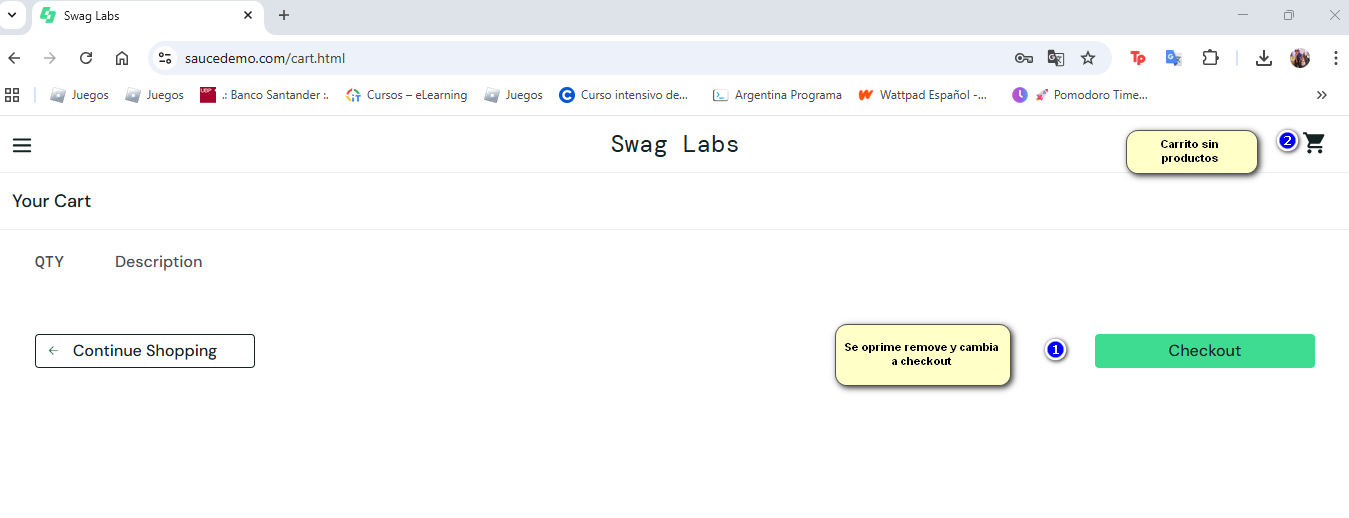 Swag Labs
saucedemo.com/cart.html
Tp
Juegos
Juegos
.: Banco Santander :.
Cursos – eLearning
Juegos
Curso intensivo de...
Argentina Programa
Wattpad Español -...
Pomodoro Time...
Swag Labs
Carrito sin
productos
2
Your Cart
QTY Description
Continue Shopping
Se oprime remove y cambia
a checkout
1
Checkout